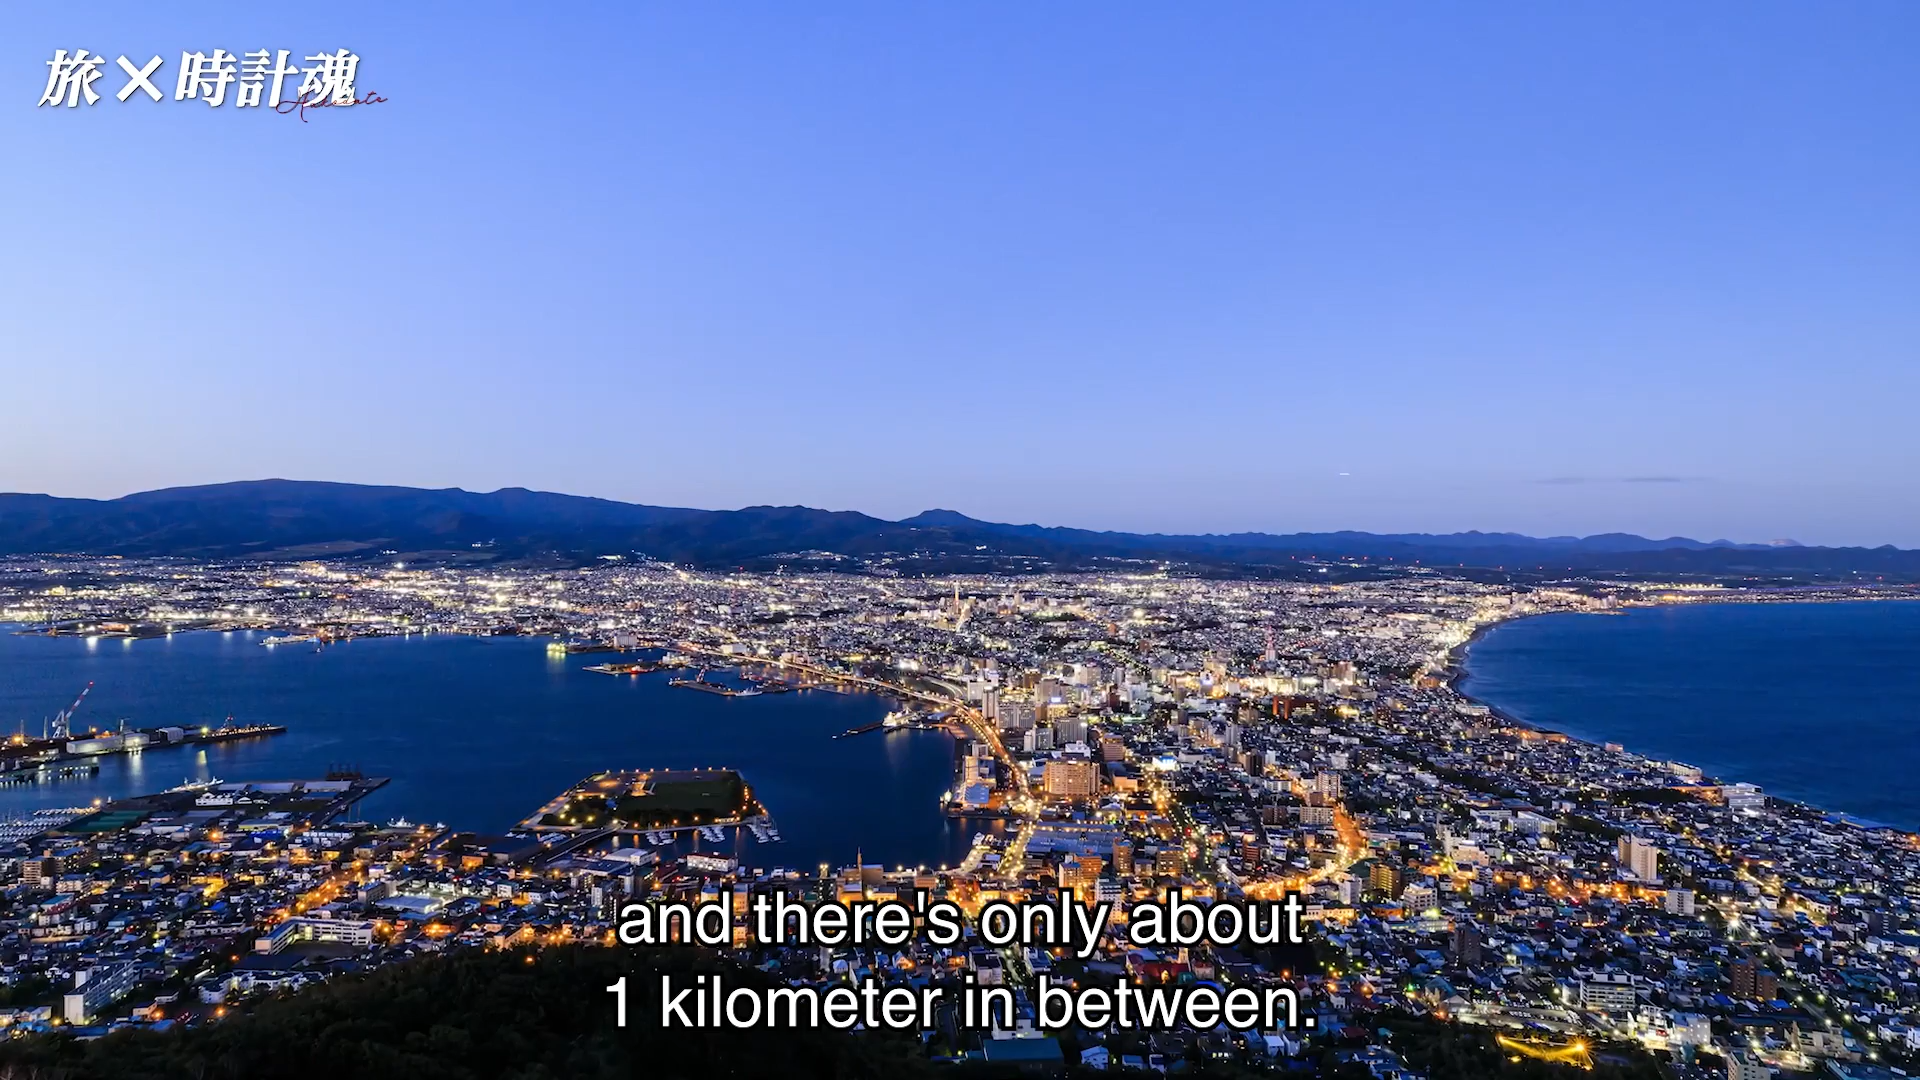 旅×時計魂
and there's only about
1 kilometer in between.